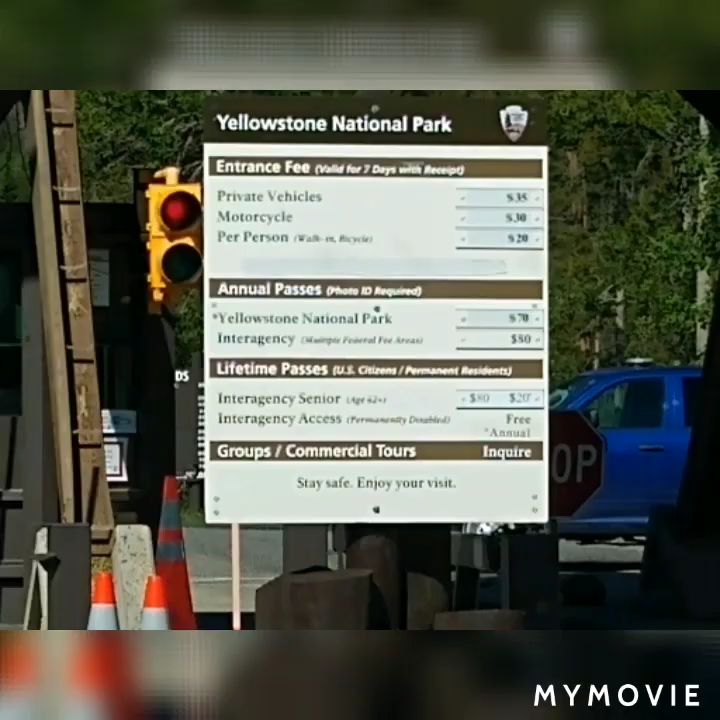 Yellowstone National Park
Entrance Fee (Valid for 7 Days with Receipt)
Private Vehicles $35
Motorcycle $30
Per Person (Walk-in, Bicycle) $20
Annual Passes (Photo ID Required)
*Yellowstone National Park $70
Interagency (Multiple Federal Fee Areas) $80
Lifetime Passes (U.S. Citizens / Permanent Residents)
Interagency Senior (Age 62+) $80 $20*
Interagency Access (Permanently Disabled) Free
*Annual
Groups / Commercial Tours Inquire
Stay safe. Enjoy your visit.
DS
OP
MYMOVIE